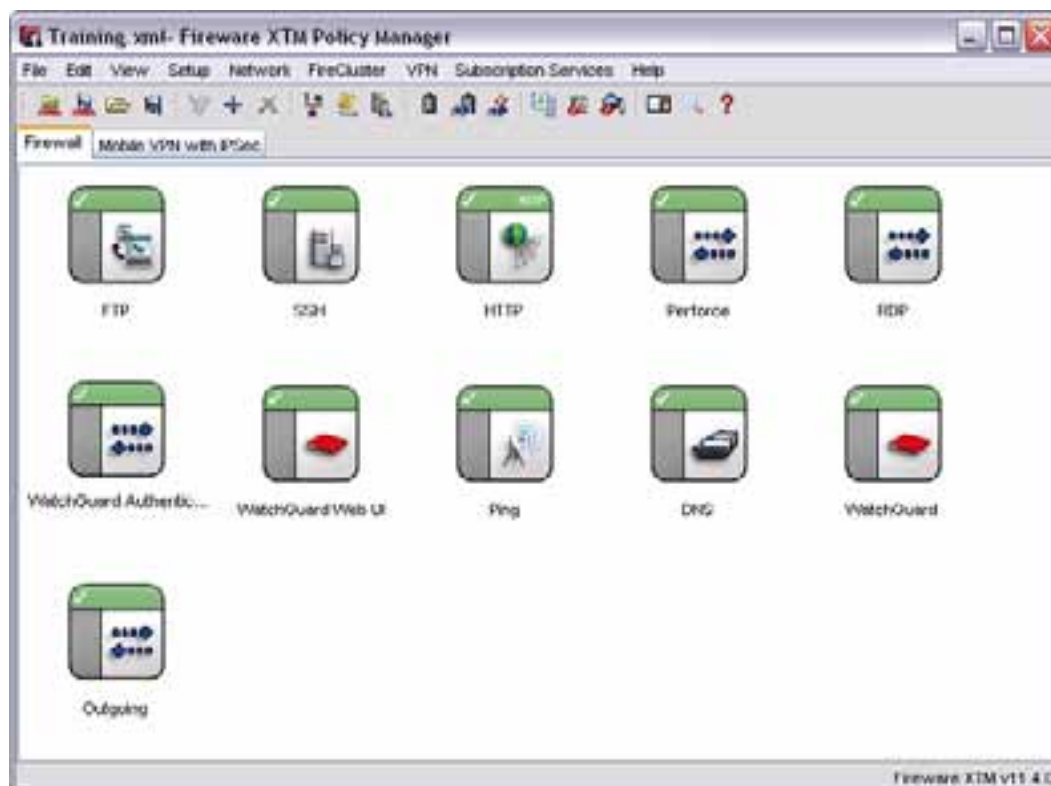 Training.xml- Fireware XTM Policy Manager
File Edit View Setup Network FireCluster VPN Subscription Services Help
Firewall Mobile VPN with IPSec
FTP SSH HTTP Perforce RDP
WatchGuard Authentic... WatchGuard Web UI Ping DNS WatchGuard
Outgoing
Fireware XTM v11.4.0